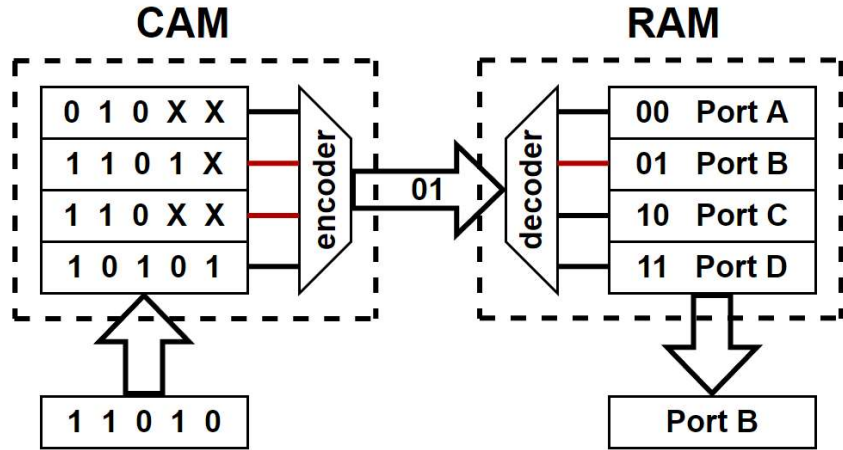 CAM
RAM
0 1 0 X X
1 1 0 1 X
1 1 0 X X
1 0 1 0 1
encoder
01
decoder
00 Port A
01 Port B
10 Port C
11 Port D
1 1 0 1 0
Port B